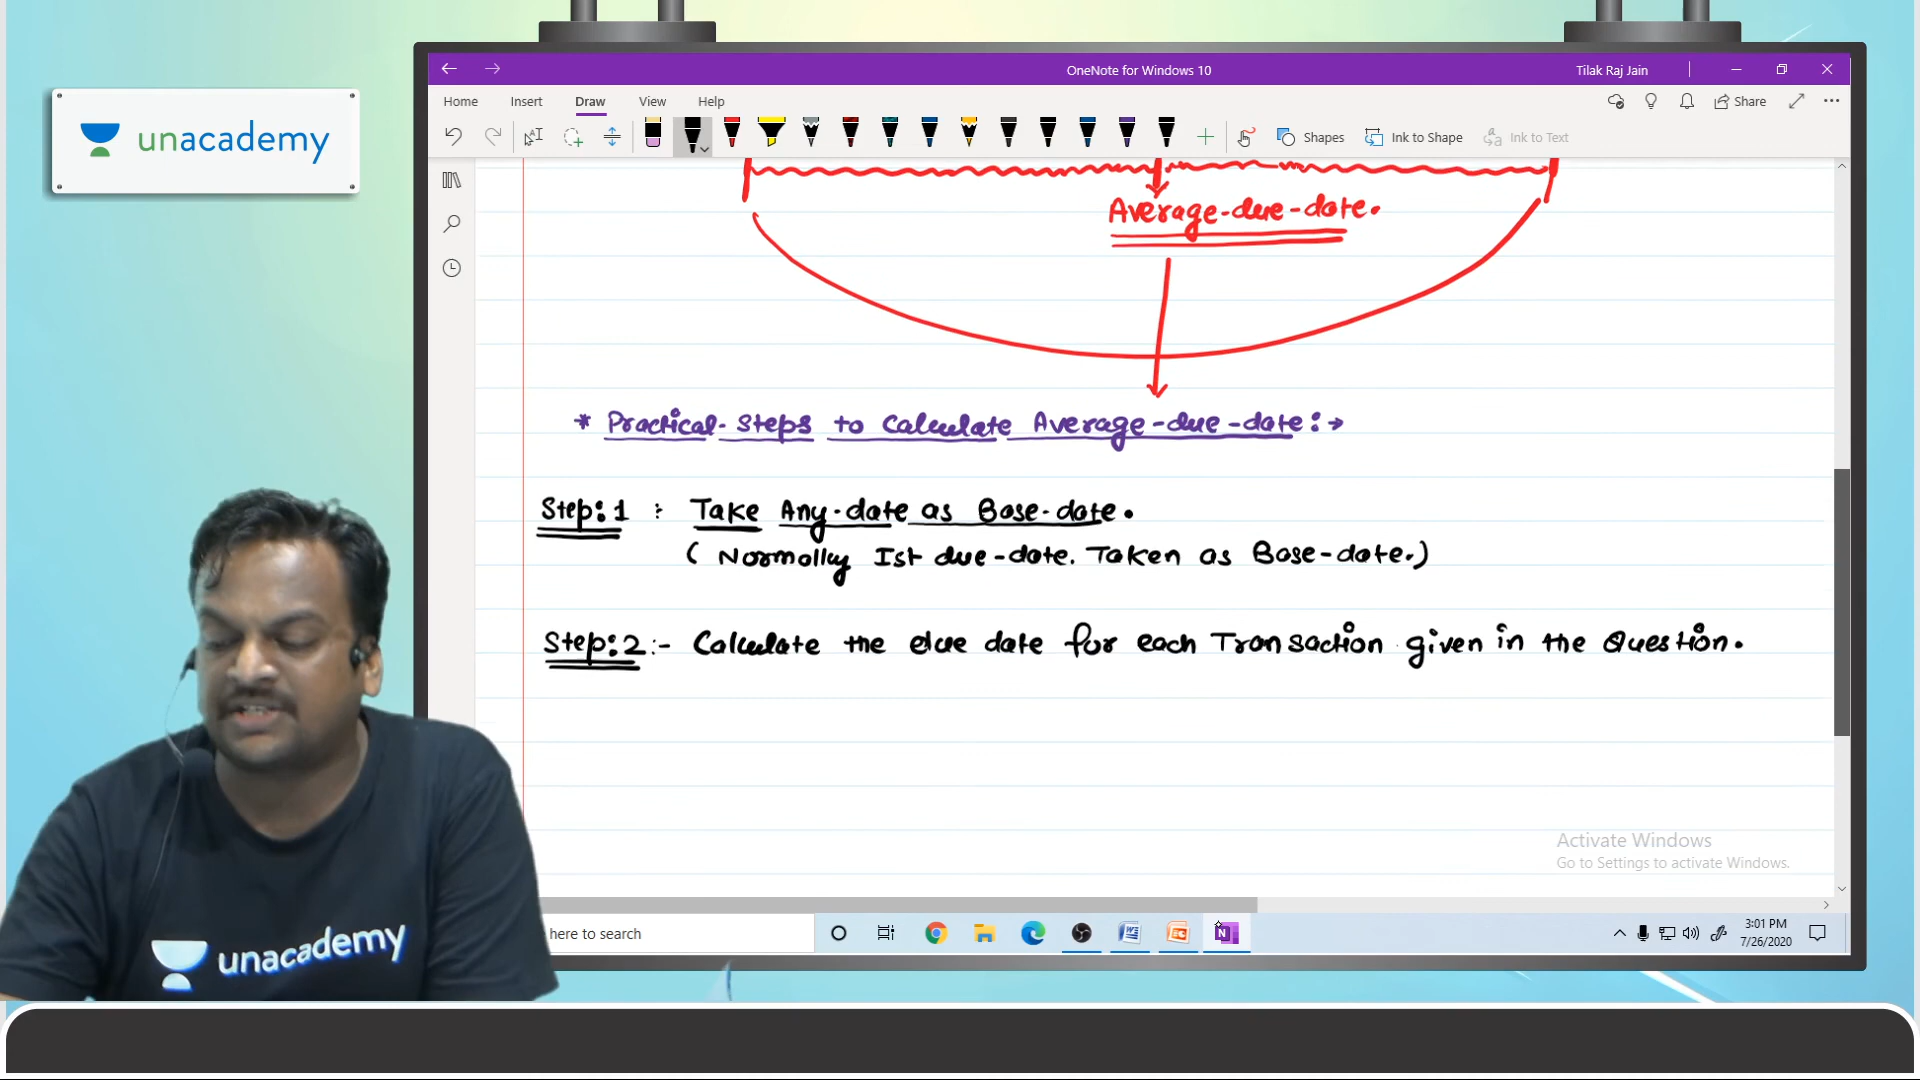 OneNote for Windows 10
Tilak Raj Jain
Home
Insert
Draw
View
Help
Share
Shapes
Ink to Shape
Ink to Text
unacademy
Average-due-date.
* Practical-Steps to Calculate Average-due-date:→
Step:1 : Take Any-date as Base-date.
( Normally Ist due-date. Taken as Base-date.)
Step:2 :- Calculate the due date for each Transaction given in the Question.
Activate Windows
Go to Settings to activate Windows.
unacademy
here to search
3:01 PM
7/26/2020